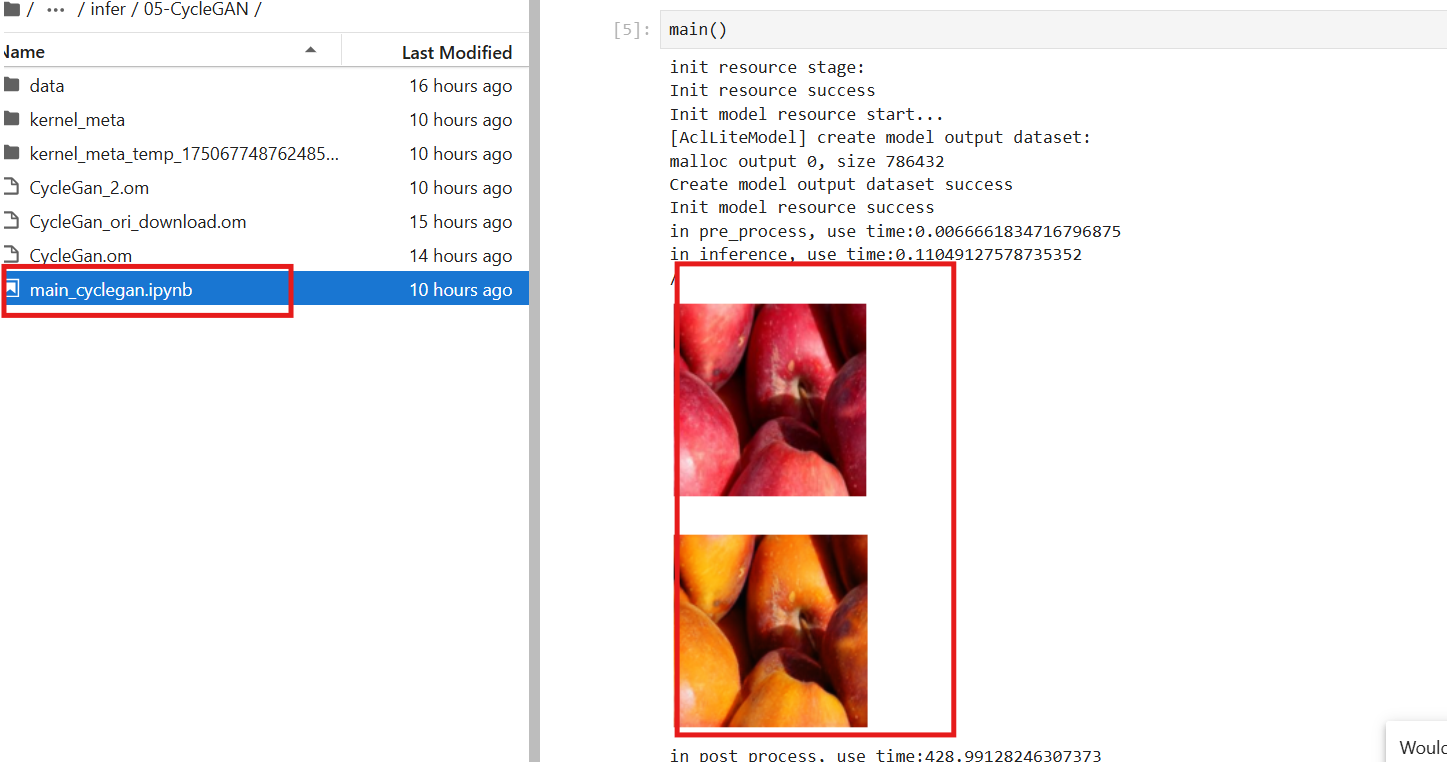 / ... / infer / 05-CycleGAN /
Name Last Modified
data 16 hours ago
kernel_meta 10 hours ago
kernel_meta_temp_175067748762485... 10 hours ago
CycleGan_2.om 10 hours ago
CycleGan_ori_download.om 15 hours ago
CycleGan.om 14 hours ago
main_cyclegan.ipynb 10 hours ago
[5]: main()
init resource stage:
Init resource success
Init model resource start...
[AclLiteModel] create model output dataset:
malloc output 0, size 786432
Create model output dataset success
Init model resource success
in pre_process, use time:0.0066661834716796875
in inference, use time:0.11049127578735352
/
in post process, use time:428.99128246307373
Would